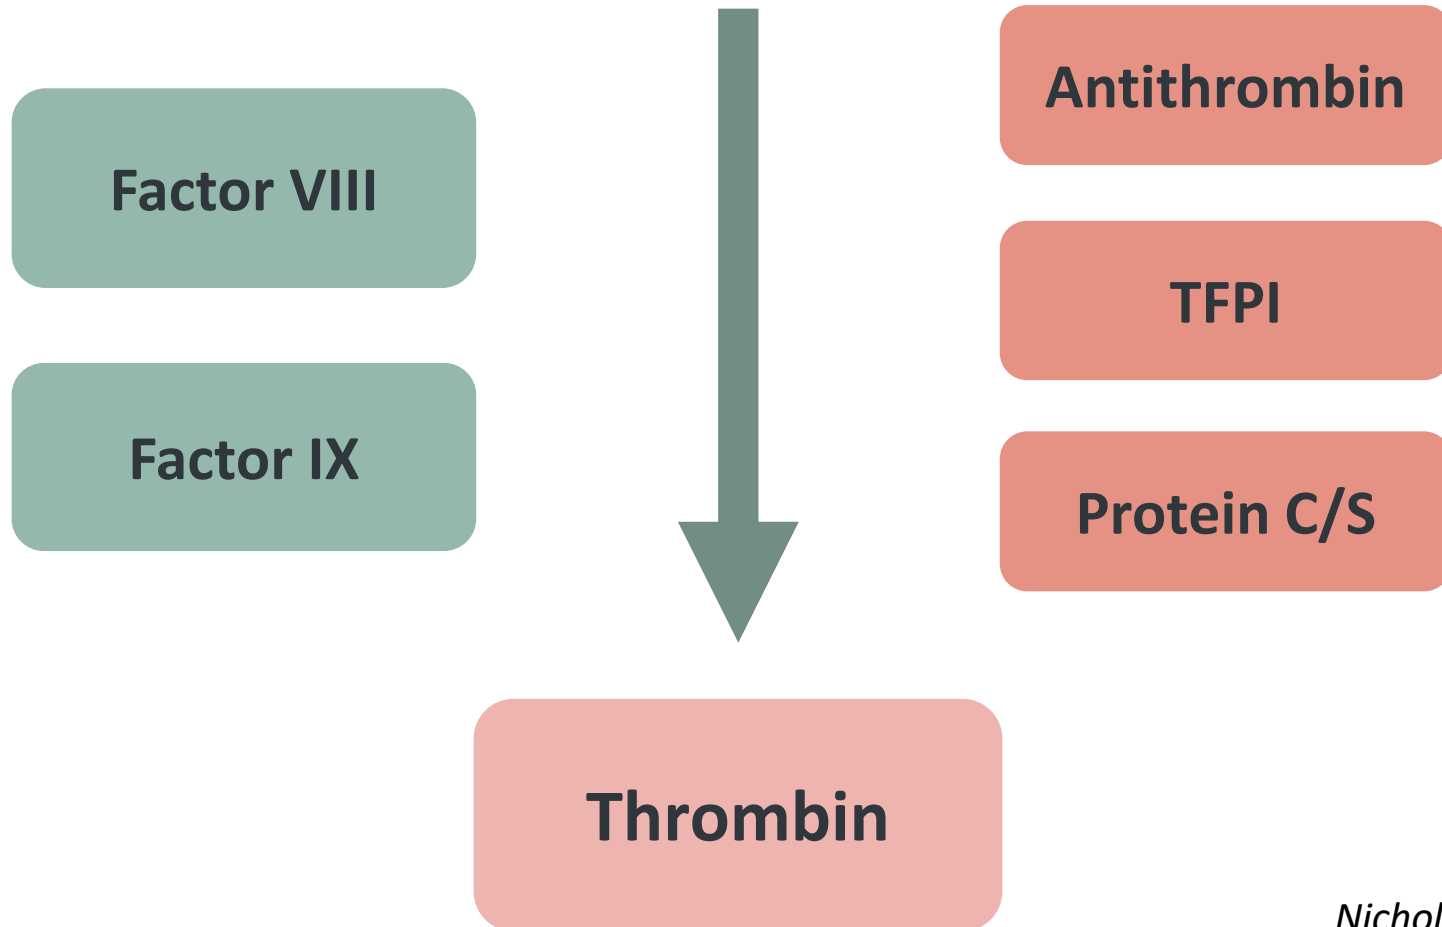 Factor VIII
Factor IX
Antithrombin
TFPI
Protein C/S
Thrombin